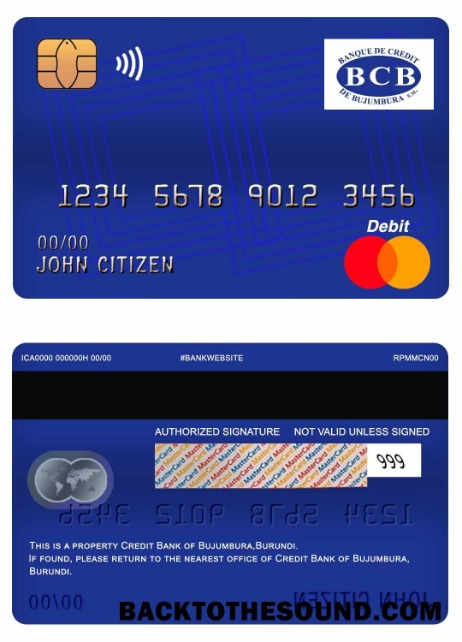 BANQUE DE CREDIT
BCB
DE BUJUMBURA S.M.
1234 5678 9012 3456
Debit
00/00
JOHN CITIZEN
ICA0000 000000H 00/00 #BANKWEBSITE RPMMCN00
AUTHORIZED SIGNATURE NOT VALID UNLESS SIGNED
MasterCard MasterCard MasterCard
999
1234 5678 9012 3456
THIS IS A PROPERTY CREDIT BANK OF BUJUMBURA,BURUNDI.
IF FOUND, PLEASE RETURN TO THE NEAREST OFFICE OF CREDIT BANK OF BUJUMBURA,
BURUNDI.
00/00 JOHN CITIZEN
BACKTOTHESOUND.COM